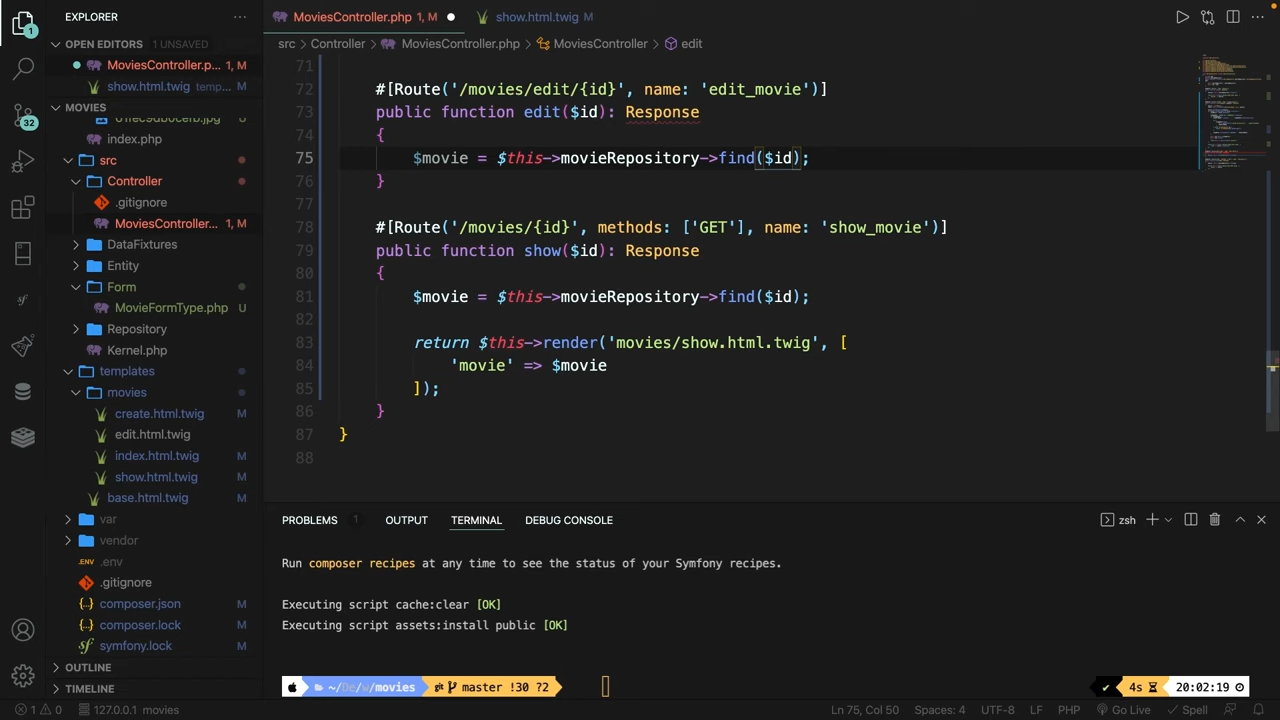 EXPLORER
OPEN EDITORS 1 UNSAVED
MoviesController.p... 1, M
show.html.twig temp... M
MOVIES
index.php
src
Controller
.gitignore
MoviesController... 1, M
DataFixtures
Entity
Form
MovieFormType.php U
Repository
Kernel.php
templates
movies
create.html.twig M
edit.html.twig
index.html.twig M
show.html.twig M
base.html.twig M
var
vendor
.ENV .env
.gitignore
composer.json M
composer.lock M
symfony.lock M
OUTLINE
TIMELINE
1
32
MoviesController.php 1, M
show.html.twig M
src > Controller > MoviesController.php > MoviesController > edit
71
72 #[Route('/movies/edit/{id}', name: 'edit_movie')]
73 public function edit($id): Response
74 {
75 $movie = $this->movieRepository->find($id);
76 }
77
78 #[Route('/movies/{id}', methods: ['GET'], name: 'show_movie')]
79 public function show($id): Response
80 {
81 $movie = $this->movieRepository->find($id);
82
83 return $this->render('movies/show.html.twig', [
84 'movie' => $movie
85 ]);
86 }
87 }
88
PROBLEMS 1 OUTPUT TERMINAL DEBUG CONSOLE
zsh
Run composer recipes at any time to see the status of your Symfony recipes.
Executing script cache:clear [OK]
Executing script assets:install public [OK]
~/De/w/movies master !30 ?2
4s 20:02:19
1 0 127.0.0.1 movies
Ln 75, Col 50 Spaces: 4 UTF-8 LF PHP Go Live Spell